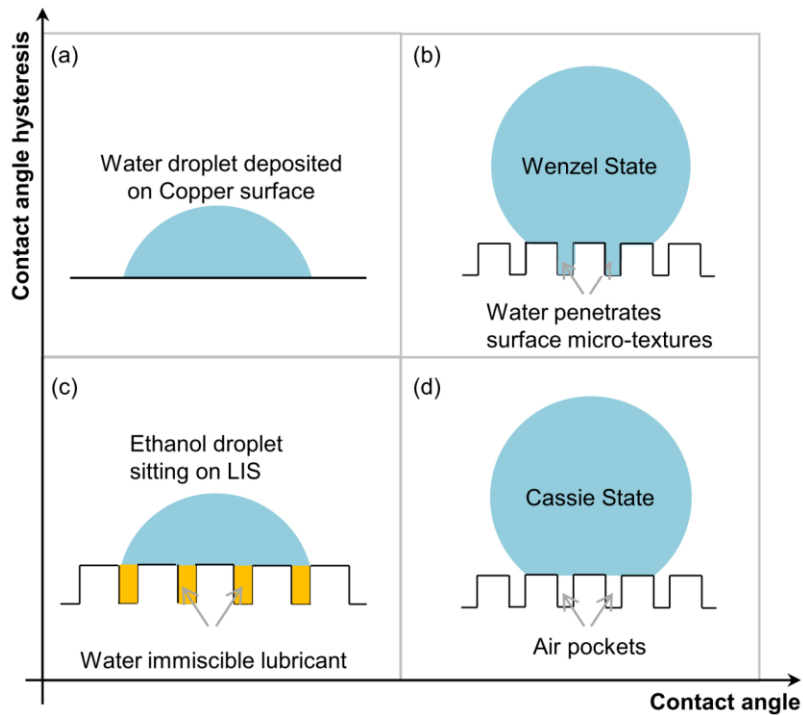 Contact angle hysteresis
(a)
Water droplet deposited
on Copper surface
(b)
Wenzel State
Water penetrates
surface micro-textures
(c)
Ethanol droplet
sitting on LIS
Water immiscible lubricant
(d)
Cassie State
Air pockets
Contact angle